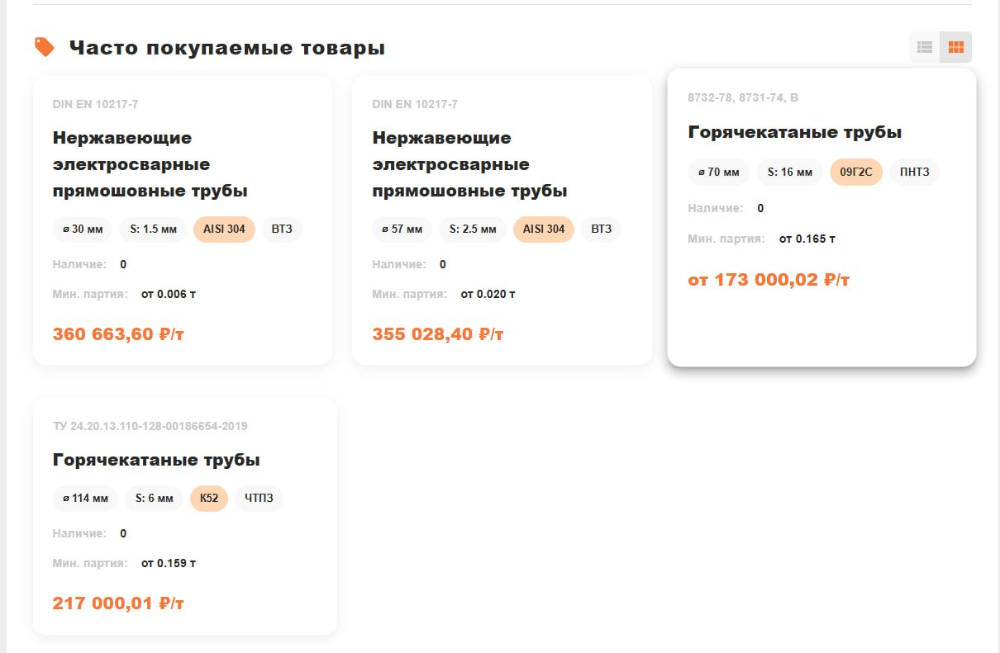 Часто покупаемые товары
DIN EN 10217-7
Нержавеющие
электросварные
прямошовные трубы
⌀ 30 мм S: 1.5 мм AISI 304 ВТЗ
Наличие: 0
Мин. партия: от 0.006 т
360 663,60 ₽/т
DIN EN 10217-7
Нержавеющие
электросварные
прямошовные трубы
⌀ 57 мм S: 2.5 мм AISI 304 ВТЗ
Наличие: 0
Мин. партия: от 0.020 т
355 028,40 ₽/т
8732-78, 8731-74, В
Горячекатаные трубы
⌀ 70 мм S: 16 мм 09Г2С ПНТЗ
Наличие: 0
Мин. партия: от 0.165 т
от 173 000,02 ₽/т
ТУ 24.20.13.110-128-00186654-2019
Горячекатаные трубы
⌀ 114 мм S: 6 мм К52 ЧТПЗ
Наличие: 0
Мин. партия: от 0.159 т
217 000,01 ₽/т